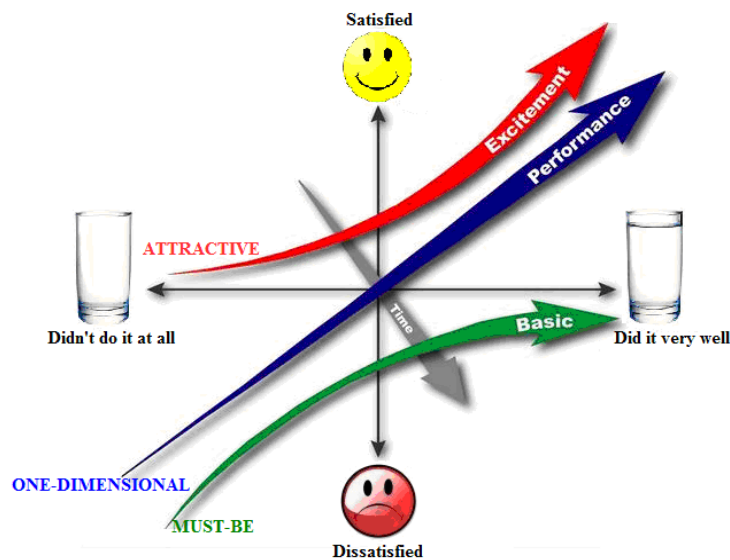 Satisfied
Excitement
Performance
ATTRACTIVE
Time
Basic
Didn't do it at all
Did it very well
ONE-DIMENSIONAL
MUST-BE
Dissatisfied